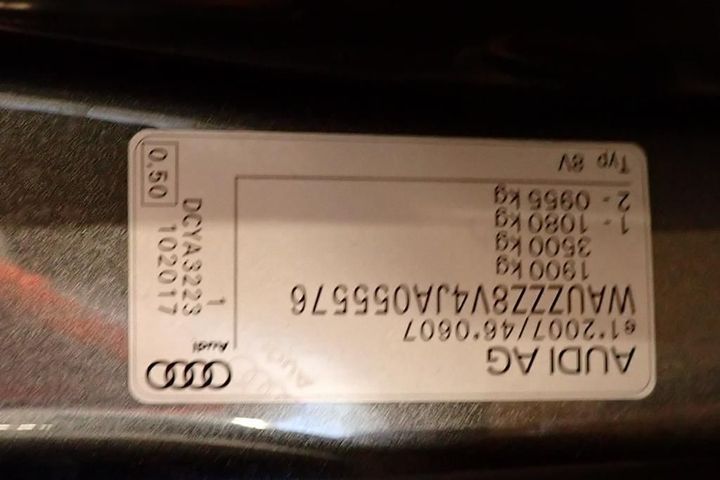 AUDI AG
e1*2007/46*0607
WAUZZZ8V4JA055576
1900 kg
3500 kg
1 - 1080 kg
2 - 0955 kg
Typ 8V
Audi
1
DCYA3223
102017
0,50